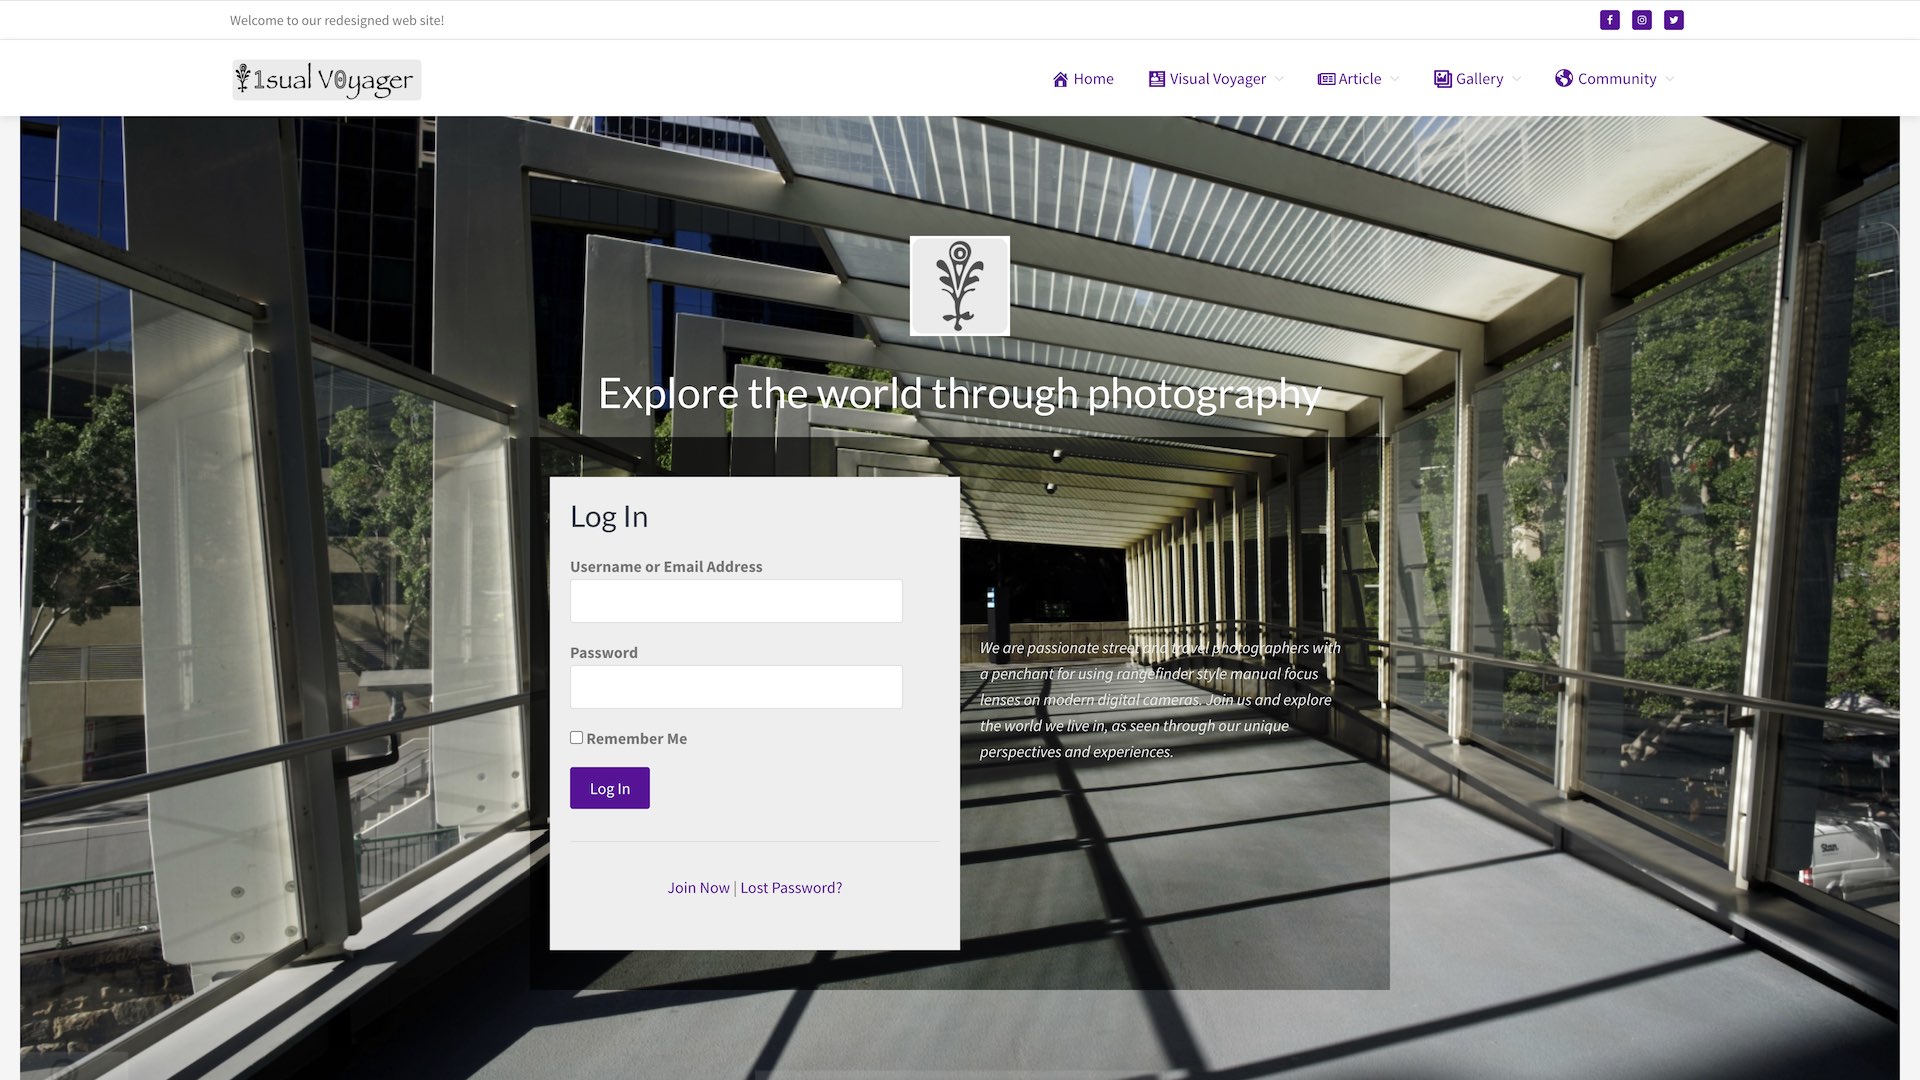 Welcome to our redesigned web site!
1sual V0yager
Home
Visual Voyager
Article
Gallery
Community
Explore the world through photography
Log In
Username or Email Address
Password
Remember Me
Log In
Join Now | Lost Password?
We are passionate street and travel photographers with
a penchant for using rangefinder style manual focus
lenses on modern digital cameras. Join us and explore
the world we live in, as seen through our unique
perspectives and experiences.
Stan